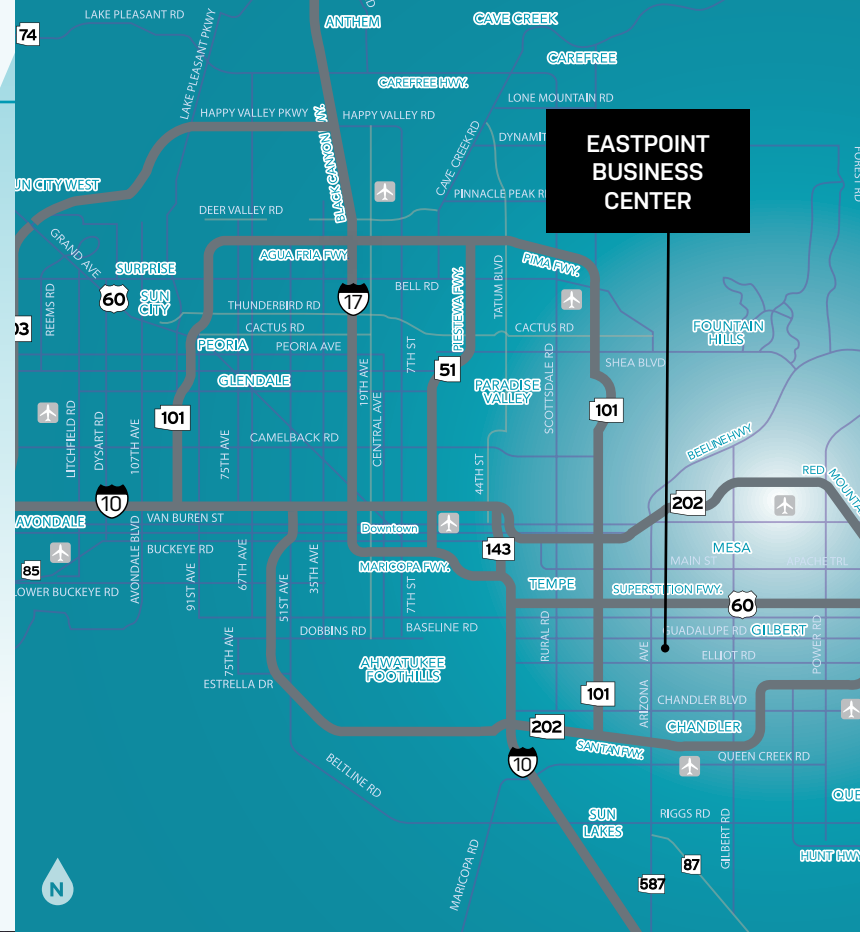 LAKE PLEASANT RD
ANTHEM
CAVE CREEK
74
CAREFREE
LAKE PLEASANT PKWY
CAREFREE HWY.
LONE MOUNTAIN RD
HAPPY VALLEY PKWY
HAPPY VALLEY RD
EASTPOINT
BUSINESS
CENTER
CAVE CREEK RD
BLACK CANYON
PINNACLE PEAK
DEER VALLEY RD
GRAND AVE
AGUA FRIA FWY
PIMA FWY.
SURPRISE
REEMS RD
60
SUN
CITY
17
BELL RD
PIESTEWA FWY.
TATUM BLVD
THUNDERBIRD RD
CACTUS RD
CACTUS RD
FOUNTAIN
HILLS
PEORIA
PEORIA AVE
7TH ST
SHEA BLVD
SCOTTSDALE RD
51
GLENDALE
19TH AVE
PARADISE
VALLEY
101
101
LITCHFIELD RD
DYSART RD
107TH AVE
75TH AVE
CAMELBACK RD
CENTRAL AVE
BEELINE HWY
44TH ST
RED
10
202
AVONDALE
VAN BUREN ST
Downtown
BUCKEYE RD
143
MESA
AVONDALE BLVD
MARICOPA FWY.
MAIN ST
APACHE TRL
85
LOWER BUCKEYE RD
91ST AVE
67TH AVE
51ST AVE
35TH AVE
7TH ST
TEMPE
SUPERSTITION FWY.
60
DOBBINS RD
BASELINE RD
RURAL RD
GUADALUPE RD
GILBERT
75TH AVE
ARIZONA AVE
ELLIOT RD
POWER RD
AHWATUKEE
FOOTHILLS
ESTRELLA DR
101
CHANDLER BLVD
202
CHANDLER
SANTAN FWY.
QUEEN CREEK RD
10
BELTLINE RD
SUN
LAKES
RIGGS RD
GILBERT RD
MARICOPA RD
HUNT HWY
87
587
N